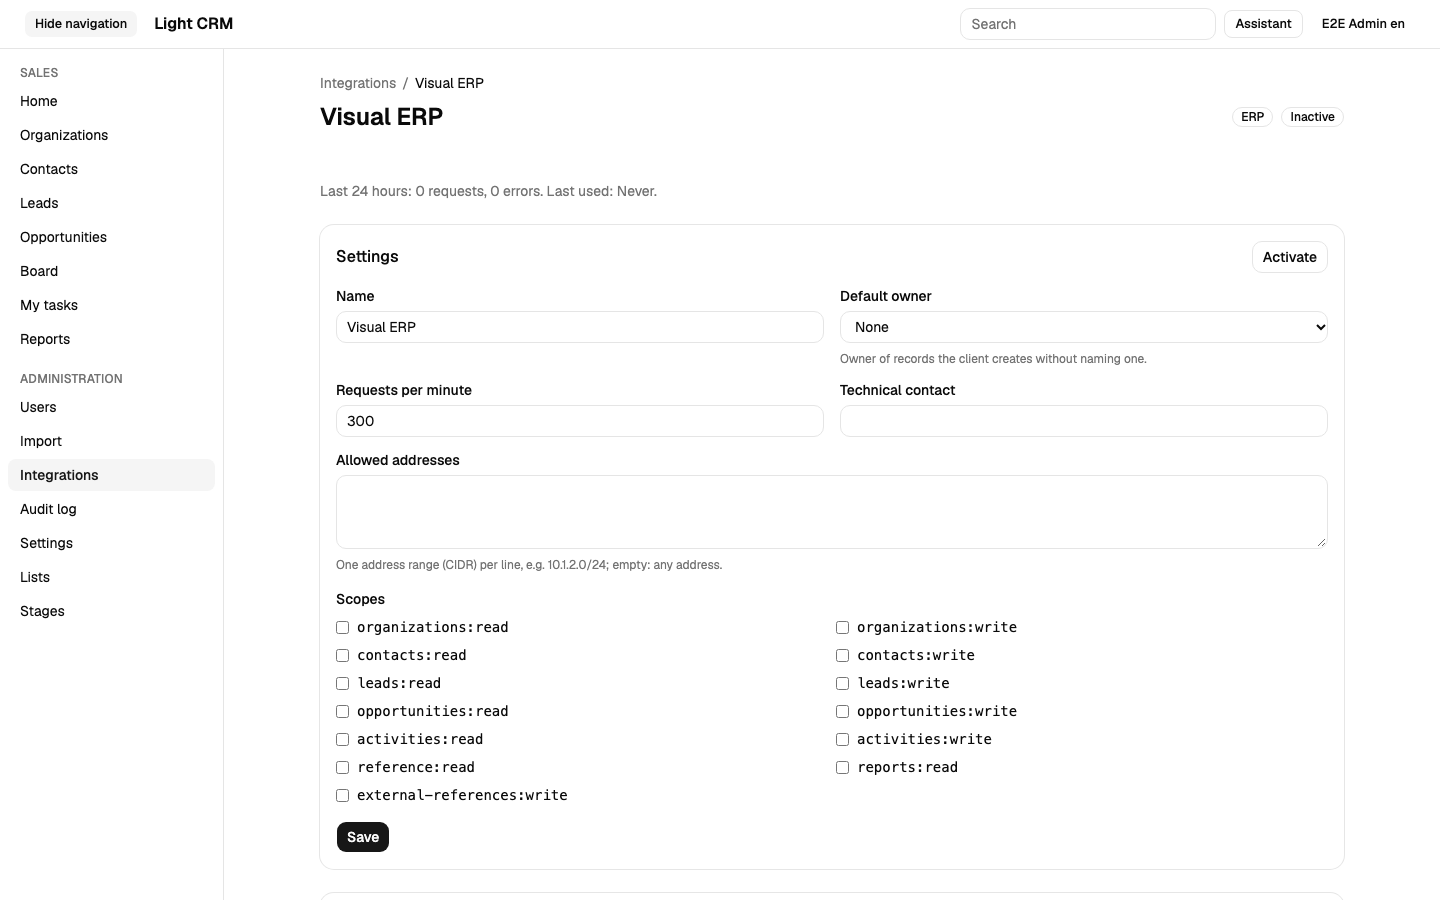 Hide navigation
Light CRM
Search
Assistant
E2E Admin en
SALES
Home
Organizations
Contacts
Leads
Opportunities
Board
My tasks
Reports
ADMINISTRATION
Users
Import
Integrations
Audit log
Settings
Lists
Stages
Integrations / Visual ERP
Visual ERP
ERP
Inactive
Last 24 hours: 0 requests, 0 errors. Last used: Never.
Settings
Activate
Name
Visual ERP
Default owner
None
Owner of records the client creates without naming one.
Requests per minute
300
Technical contact
Allowed addresses
One address range (CIDR) per line, e.g. 10.1.2.0/24; empty: any address.
Scopes
organizations:read
organizations:write
contacts:read
contacts:write
leads:read
leads:write
opportunities:read
opportunities:write
activities:read
activities:write
reference:read
reports:read
external-references:write
Save